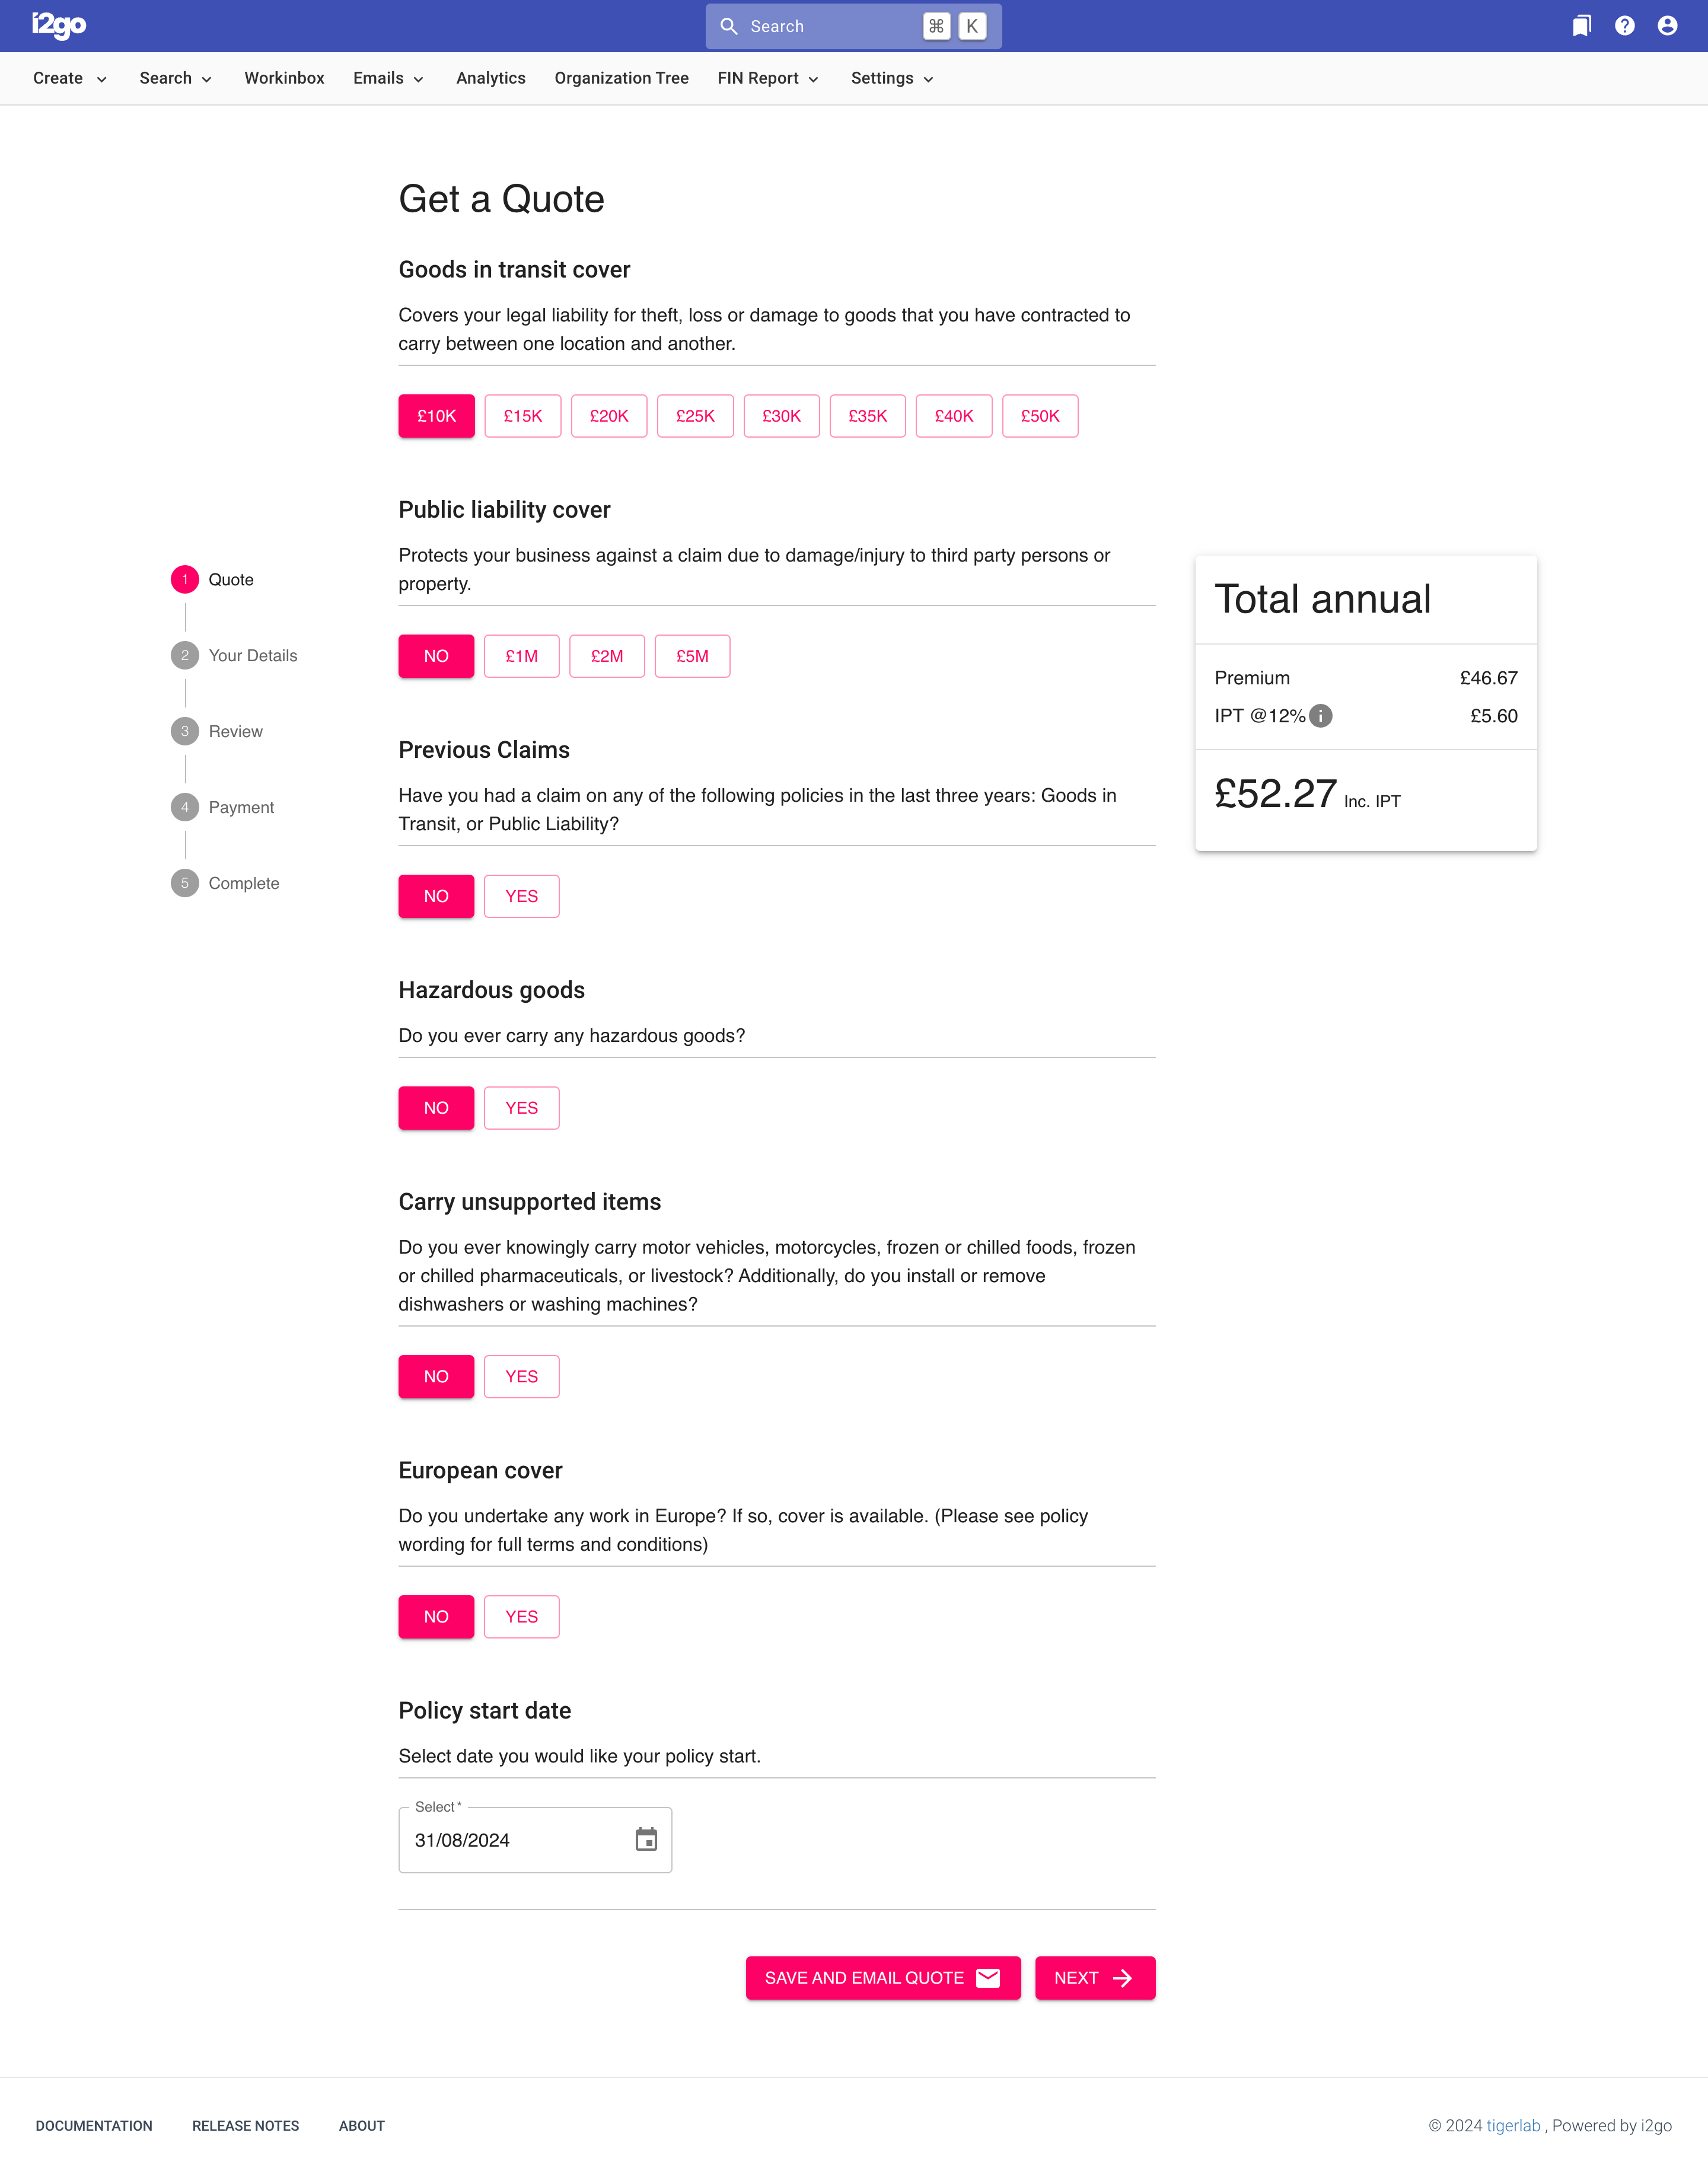 i2go
Search ⌘ K
Create Search Workinbox Emails Analytics Organization Tree FIN Report Settings
Get a Quote
Goods in transit cover
Covers your legal liability for theft, loss or damage to goods that you have contracted to
carry between one location and another.
£10K £15K £20K £25K £30K £35K £40K £50K
Public liability cover
Protects your business against a claim due to damage/injury to third party persons or
property.
NO £1M £2M £5M
1 Quote
2 Your Details
3 Review
4 Payment
5 Complete
Total annual
Premium £46.67
IPT @12% £5.60
£52.27 Inc. IPT
Previous Claims
Have you had a claim on any of the following policies in the last three years: Goods in
Transit, or Public Liability?
NO YES
Hazardous goods
Do you ever carry any hazardous goods?
NO YES
Carry unsupported items
Do you ever knowingly carry motor vehicles, motorcycles, frozen or chilled foods, frozen
or chilled pharmaceuticals, or livestock? Additionally, do you install or remove
dishwashers or washing machines?
NO YES
European cover
Do you undertake any work in Europe? If so, cover is available. (Please see policy
wording for full terms and conditions)
NO YES
Policy start date
Select date you would like your policy start.
Select *
31/08/2024
SAVE AND EMAIL QUOTE NEXT
DOCUMENTATION RELEASE NOTES ABOUT
© 2024 tigerlab , Powered by i2go